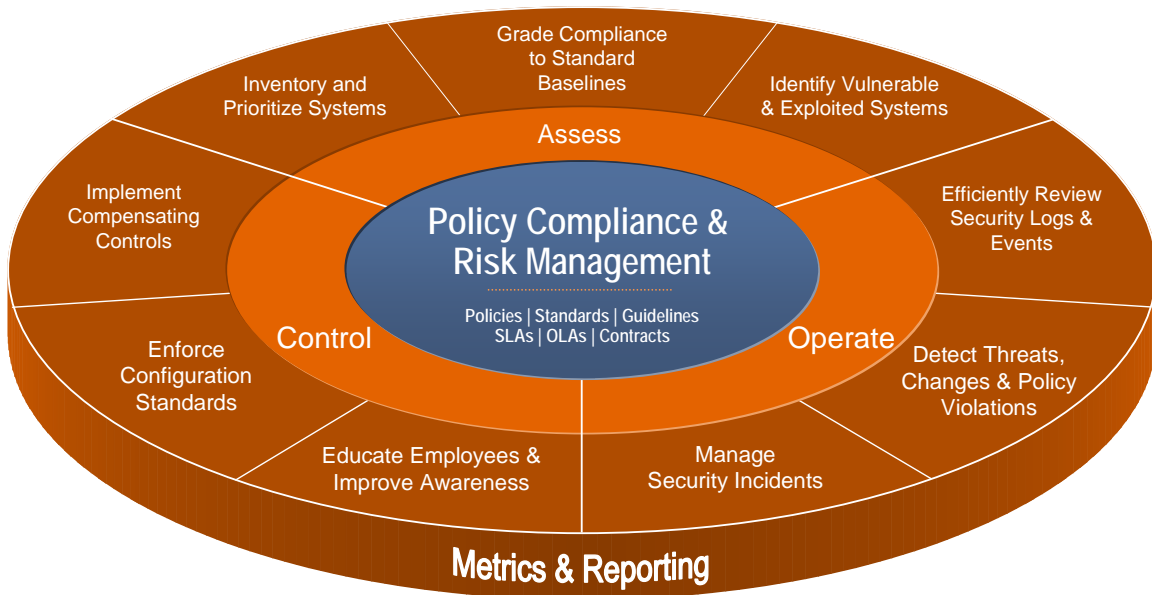 Grade Compliance
to Standard
Baselines
Inventory and
Prioritize Systems
Identify Vulnerable
& Exploited Systems
Assess
Implement
Compensating
Controls
Efficiently Review
Security Logs &
Events
Policy Compliance &
Risk Management
Policies | Standards | Guidelines
SLAs | OLAs | Contracts
Control
Operate
Enforce
Configuration
Standards
Detect Threats,
Changes & Policy
Violations
Educate Employees &
Improve Awareness
Manage
Security Incidents
Metrics & Reporting